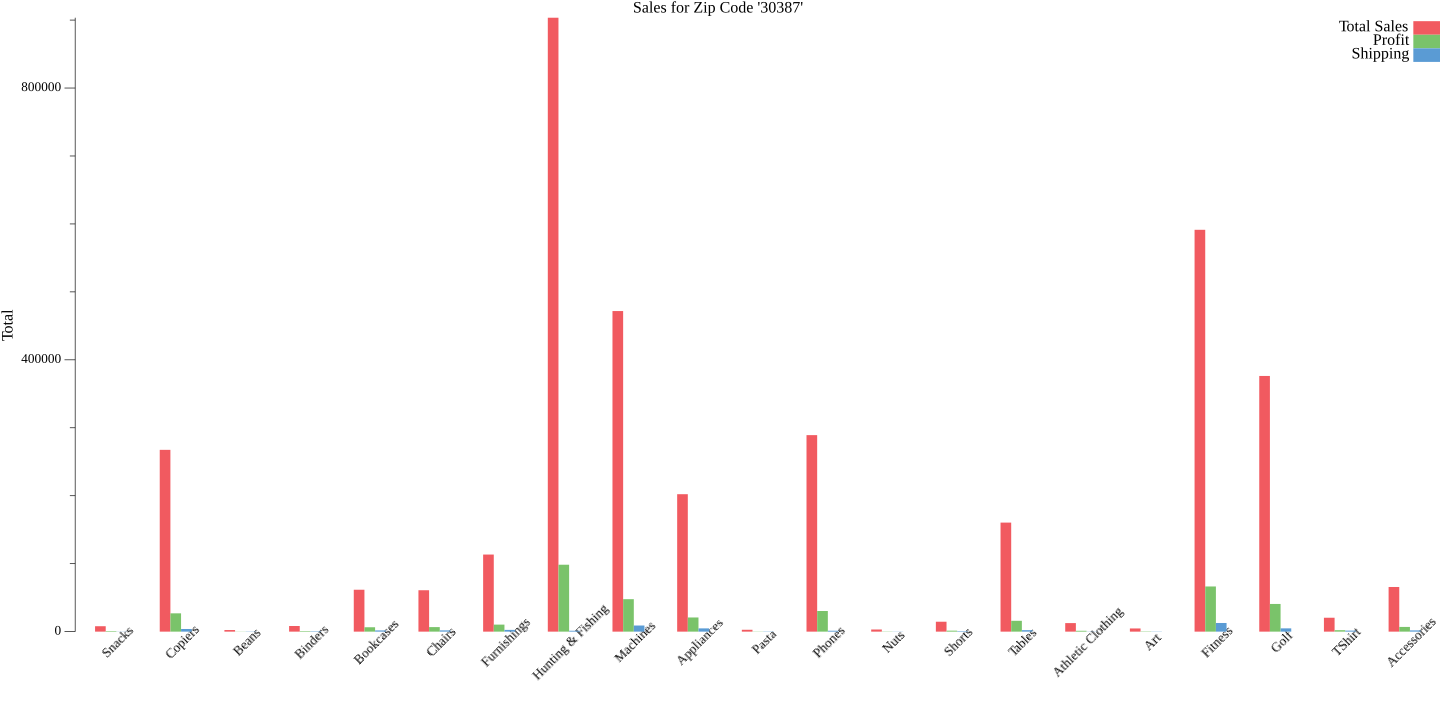 Sales for Zip Code '30387'
Total Sales
Profit
Shipping
Total
800000
400000
0
Snacks
Copiers
Beans
Binders
Bookcases
Chairs
Furnishings
Hunting & Fishing
Machines
Appliances
Pasta
Phones
Nuts
Shorts
Tables
Athletic Clothing
Art
Fitness
Golf
TShirt
Accessories